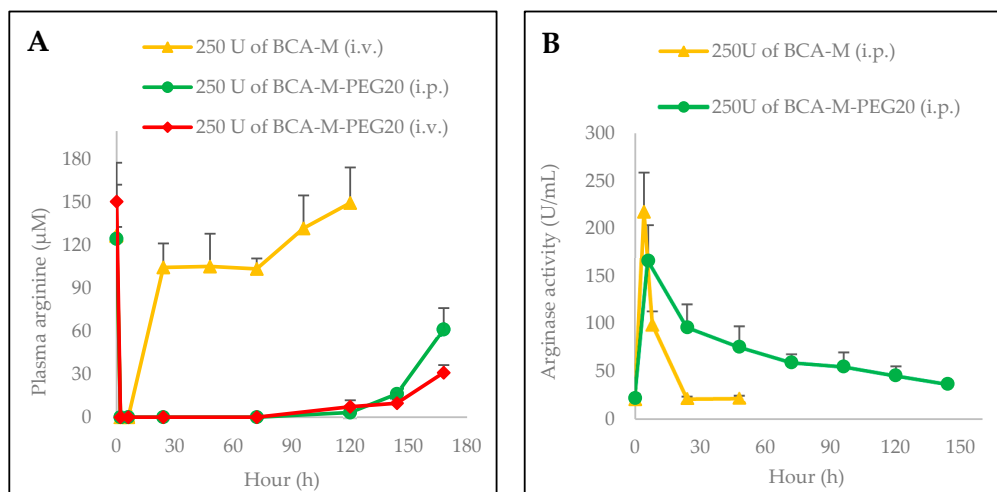 A
250 U of BCA-M (i.v.)
250 U of BCA-M-PEG20 (i.p.)
250 U of BCA-M-PEG20 (i.v.)
Plasma arginine (µM)
180
150
120
90
60
30
0
0 30 60 90 120 150 180
Hour (h)
B
250U of BCA-M (i.p.)
250U of BCA-M-PEG20 (i.p.)
Arginase activity (U/mL)
300
250
200
150
100
50
0
0 30 60 90 120 150
Hour (h)